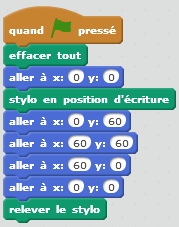 quand pressé
effacer tout
aller à x: 0 y: 0
stylo en position d'écriture
aller à x: 0 y: 60
aller à x: 60 y: 60
aller à x: 60 y: 0
aller à x: 0 y: 0
relever le stylo